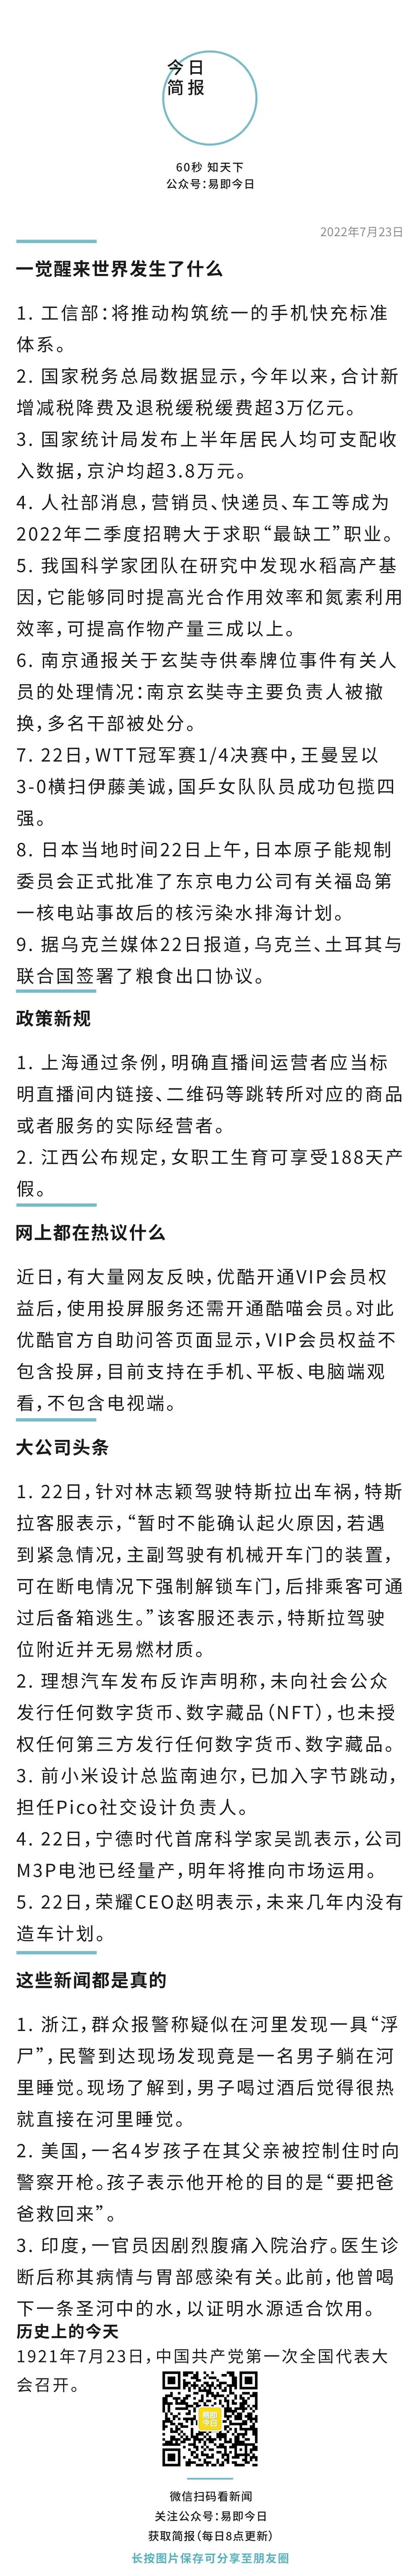 今日
简报
60秒 知天下
公众号：易即今日
2022年7月23日
一觉醒来世界发生了什么
1. 工信部：将推动构筑统一的手机快充标准
体系。
2. 国家税务总局数据显示，今年以来，合计新
增减税降费及退税缓税缓费超3万亿元。
3. 国家统计局发布上半年居民人均可支配收
入数据，京沪均超3.8万元。
4. 人社部消息，营销员、快递员、车工等成为
2022年二季度招聘大于求职“最缺工”职业。
5. 我国科学家团队在研究中发现水稻高产基
因，它能够同时提高光合作用效率和氮素利用
效率，可提高作物产量三成以上。
6. 南京通报关于玄奘寺供奉牌位事件有关人
员的处理情况：南京玄奘寺主要负责人被撤
换，多名干部被处分。
7. 22日，WTT冠军赛1/4决赛中，王曼昱以
3-0横扫伊藤美诚，国乒女队队员成功包揽四
强。
8. 日本当地时间22日上午，日本原子能规制
委员会正式批准了东京电力公司有关福岛第
一核电站事故后的核污染水排海计划。
9. 据乌克兰媒体22日报道，乌克兰、土耳其与
联合国签署了粮食出口协议。
政策新规
1. 上海通过条例，明确直播间运营者应当标
明直播间内链接、二维码等跳转所对应的商品
或者服务的实际经营者。
2. 江西公布规定，女职工生育可享受188天产
假。
网上都在热议什么
近日，有大量网友反映，优酷开通VIP会员权
益后，使用投屏服务还需开通酷喵会员。对此
优酷官方自助问答页面显示，VIP会员权益不
包含投屏，目前支持在手机、平板、电脑端观
看，不包含电视端。
大公司头条
1. 22日，针对林志颖驾驶特斯拉出车祸，特斯
拉客服表示，“暂时不能确认起火原因，若遇
到紧急情况，主副驾驶有机械开车门的装置，
可在断电情况下强制解锁车门，后排乘客可通
过后备箱逃生。”该客服还表示，特斯拉驾驶
位附近并无易燃材质。
2. 理想汽车发布反诈声明称，未向社会公众
发行任何数字货币、数字藏品（NFT），也未授
权任何第三方发行任何数字货币、数字藏品。
3. 前小米设计总监南迪尔，已加入字节跳动，
担任Pico社交设计负责人。
4. 22日，宁德时代首席科学家吴凯表示，公司
M3P电池已经量产，明年将推向市场运用。
5. 22日，荣耀CEO赵明表示，未来几年内没有
造车计划。
这些新闻都是真的
1. 浙江，群众报警称疑似在河里发现一具“浮
尸”，民警到达现场发现竟是一名男子躺在河
里睡觉。现场了解到，男子喝过酒后觉得很热
就直接在河里睡觉。
2. 美国，一名4岁孩子在其父亲被控制住时向
警察开枪。孩子表示他开枪的目的是“要把爸
爸救回来”。
3. 印度，一官员因剧烈腹痛入院治疗。医生诊
断后称其病情与胃部感染有关。此前，他曾喝
下一条圣河中的水，以证明水源适合饮用。
历史上的今天
1921年7月23日，中国共产党第一次全国代表大
会召开。
易即
今日
微信扫码看新闻
关注公众号：易即今日
获取简报（每日8点更新）
长按图片保存可分享至朋友圈